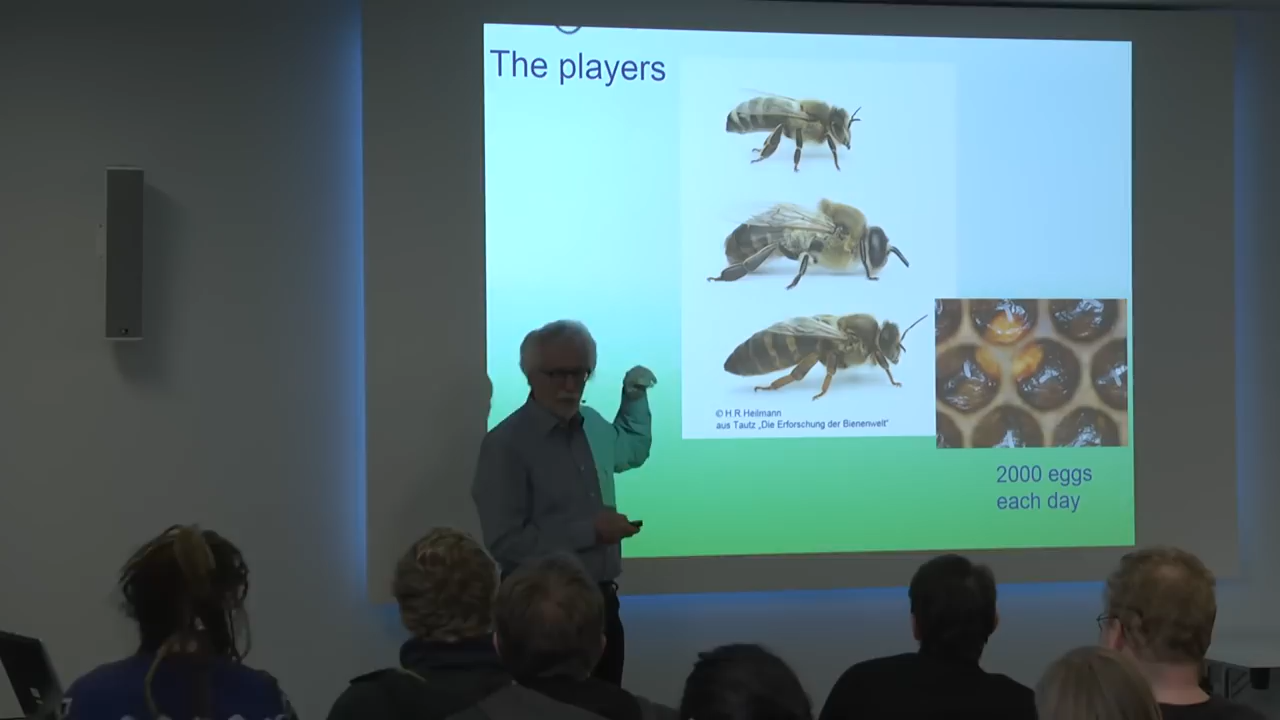 The players
© H.R.Heilmann
aus Tautz „Die Erforschung der Bienenwelt"
2000 eggs
each day